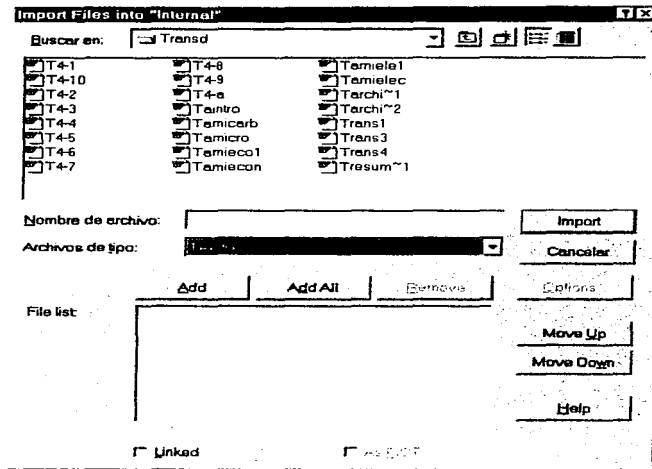 Import Files into "Internal"
Buscar en: Transd
T4-1 T4-8 Tamiele1
T4-10 T4-9 Tamielec
T4-2 T4-a Tarchi~1
T4-3 Taintro Tarchi~2
T4-4 Tamicarb Trans1
T4-5 Tamicro Trans3
T4-6 Tamieco1 Trans4
T4-7 Tamiecon Tresum~1
Nombre de archivo: Import
Archivos de tipo: Cancelar
Add Add All Remove Options
File list:
Move Up
Move Down
Help
Linked